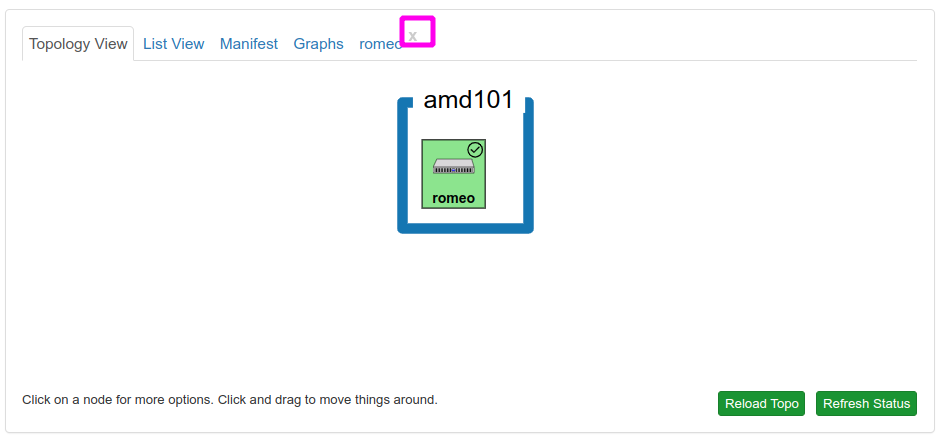 Topology View List View Manifest Graphs romeo x
amd101
romeo
Click on a node for more options. Click and drag to move things around.
Reload Topo Refresh Status